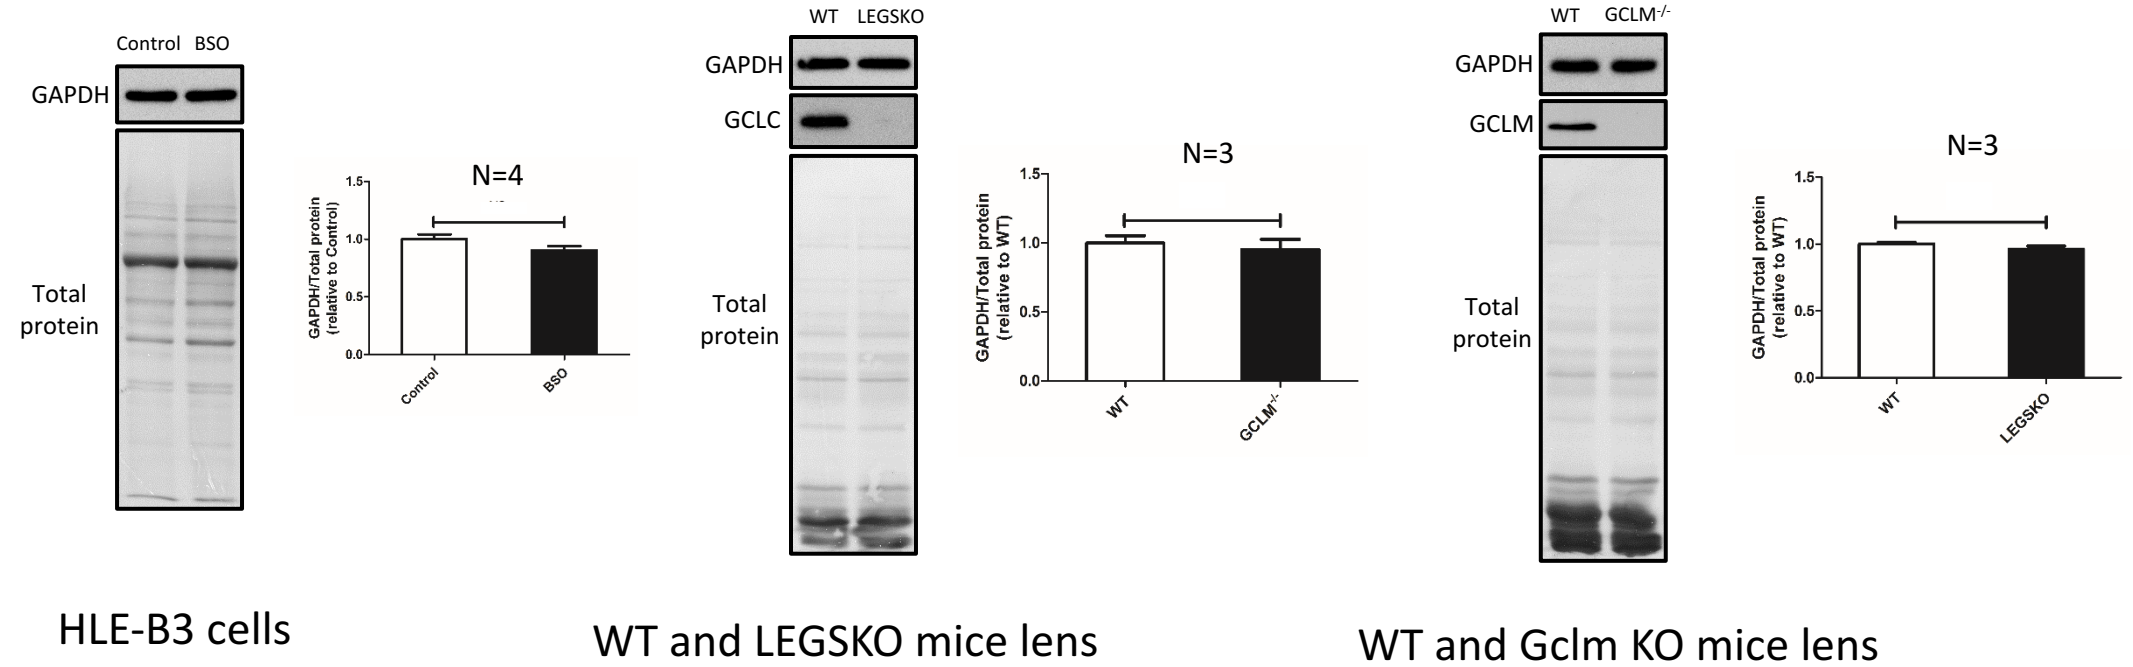 Control BSO
GAPDH
Total
protein
N=4
GAPDH/Total protein
(relative to Control)
1.5
1.0
0.5
0.0
Control
BSO
HLE-B3 cells
WT LEGSKO
GAPDH
GCLC
Total
protein
N=3
GAPDH/Total protein
(relative to WT)
1.5
1.0
0.5
0.0
WT
GCLM-/-
WT and LEGSKO mice lens
WT GCLM-/-
GAPDH
GCLM
Total
protein
N=3
GAPDH/Total protein
(relative to WT)
1.5
1.0
0.5
0.0
WT
LEGSKO
WT and Gclm KO mice lens